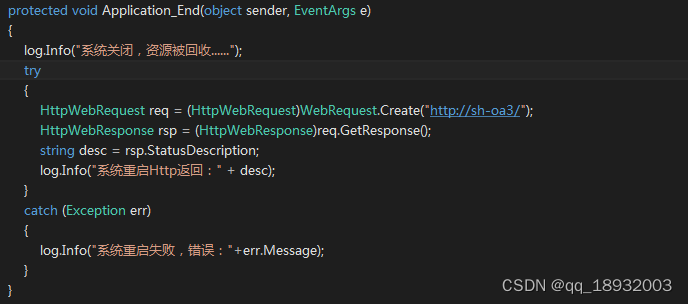 protected void Application_End(object sender, EventArgs e)
{
log.Info("系统关闭，资源被回收......");
try
{
HttpWebRequest req = (HttpWebRequest)WebRequest.Create("http://sh-oa3/");
HttpWebResponse rsp = (HttpWebResponse)req.GetResponse();
string desc = rsp.StatusDescription;
log.Info("系统重启Http返回：" + desc);
}
catch (Exception err)
{
log.Info("系统重启失败，错误："+err.Message);
}
}
CSDN @qq_18932003